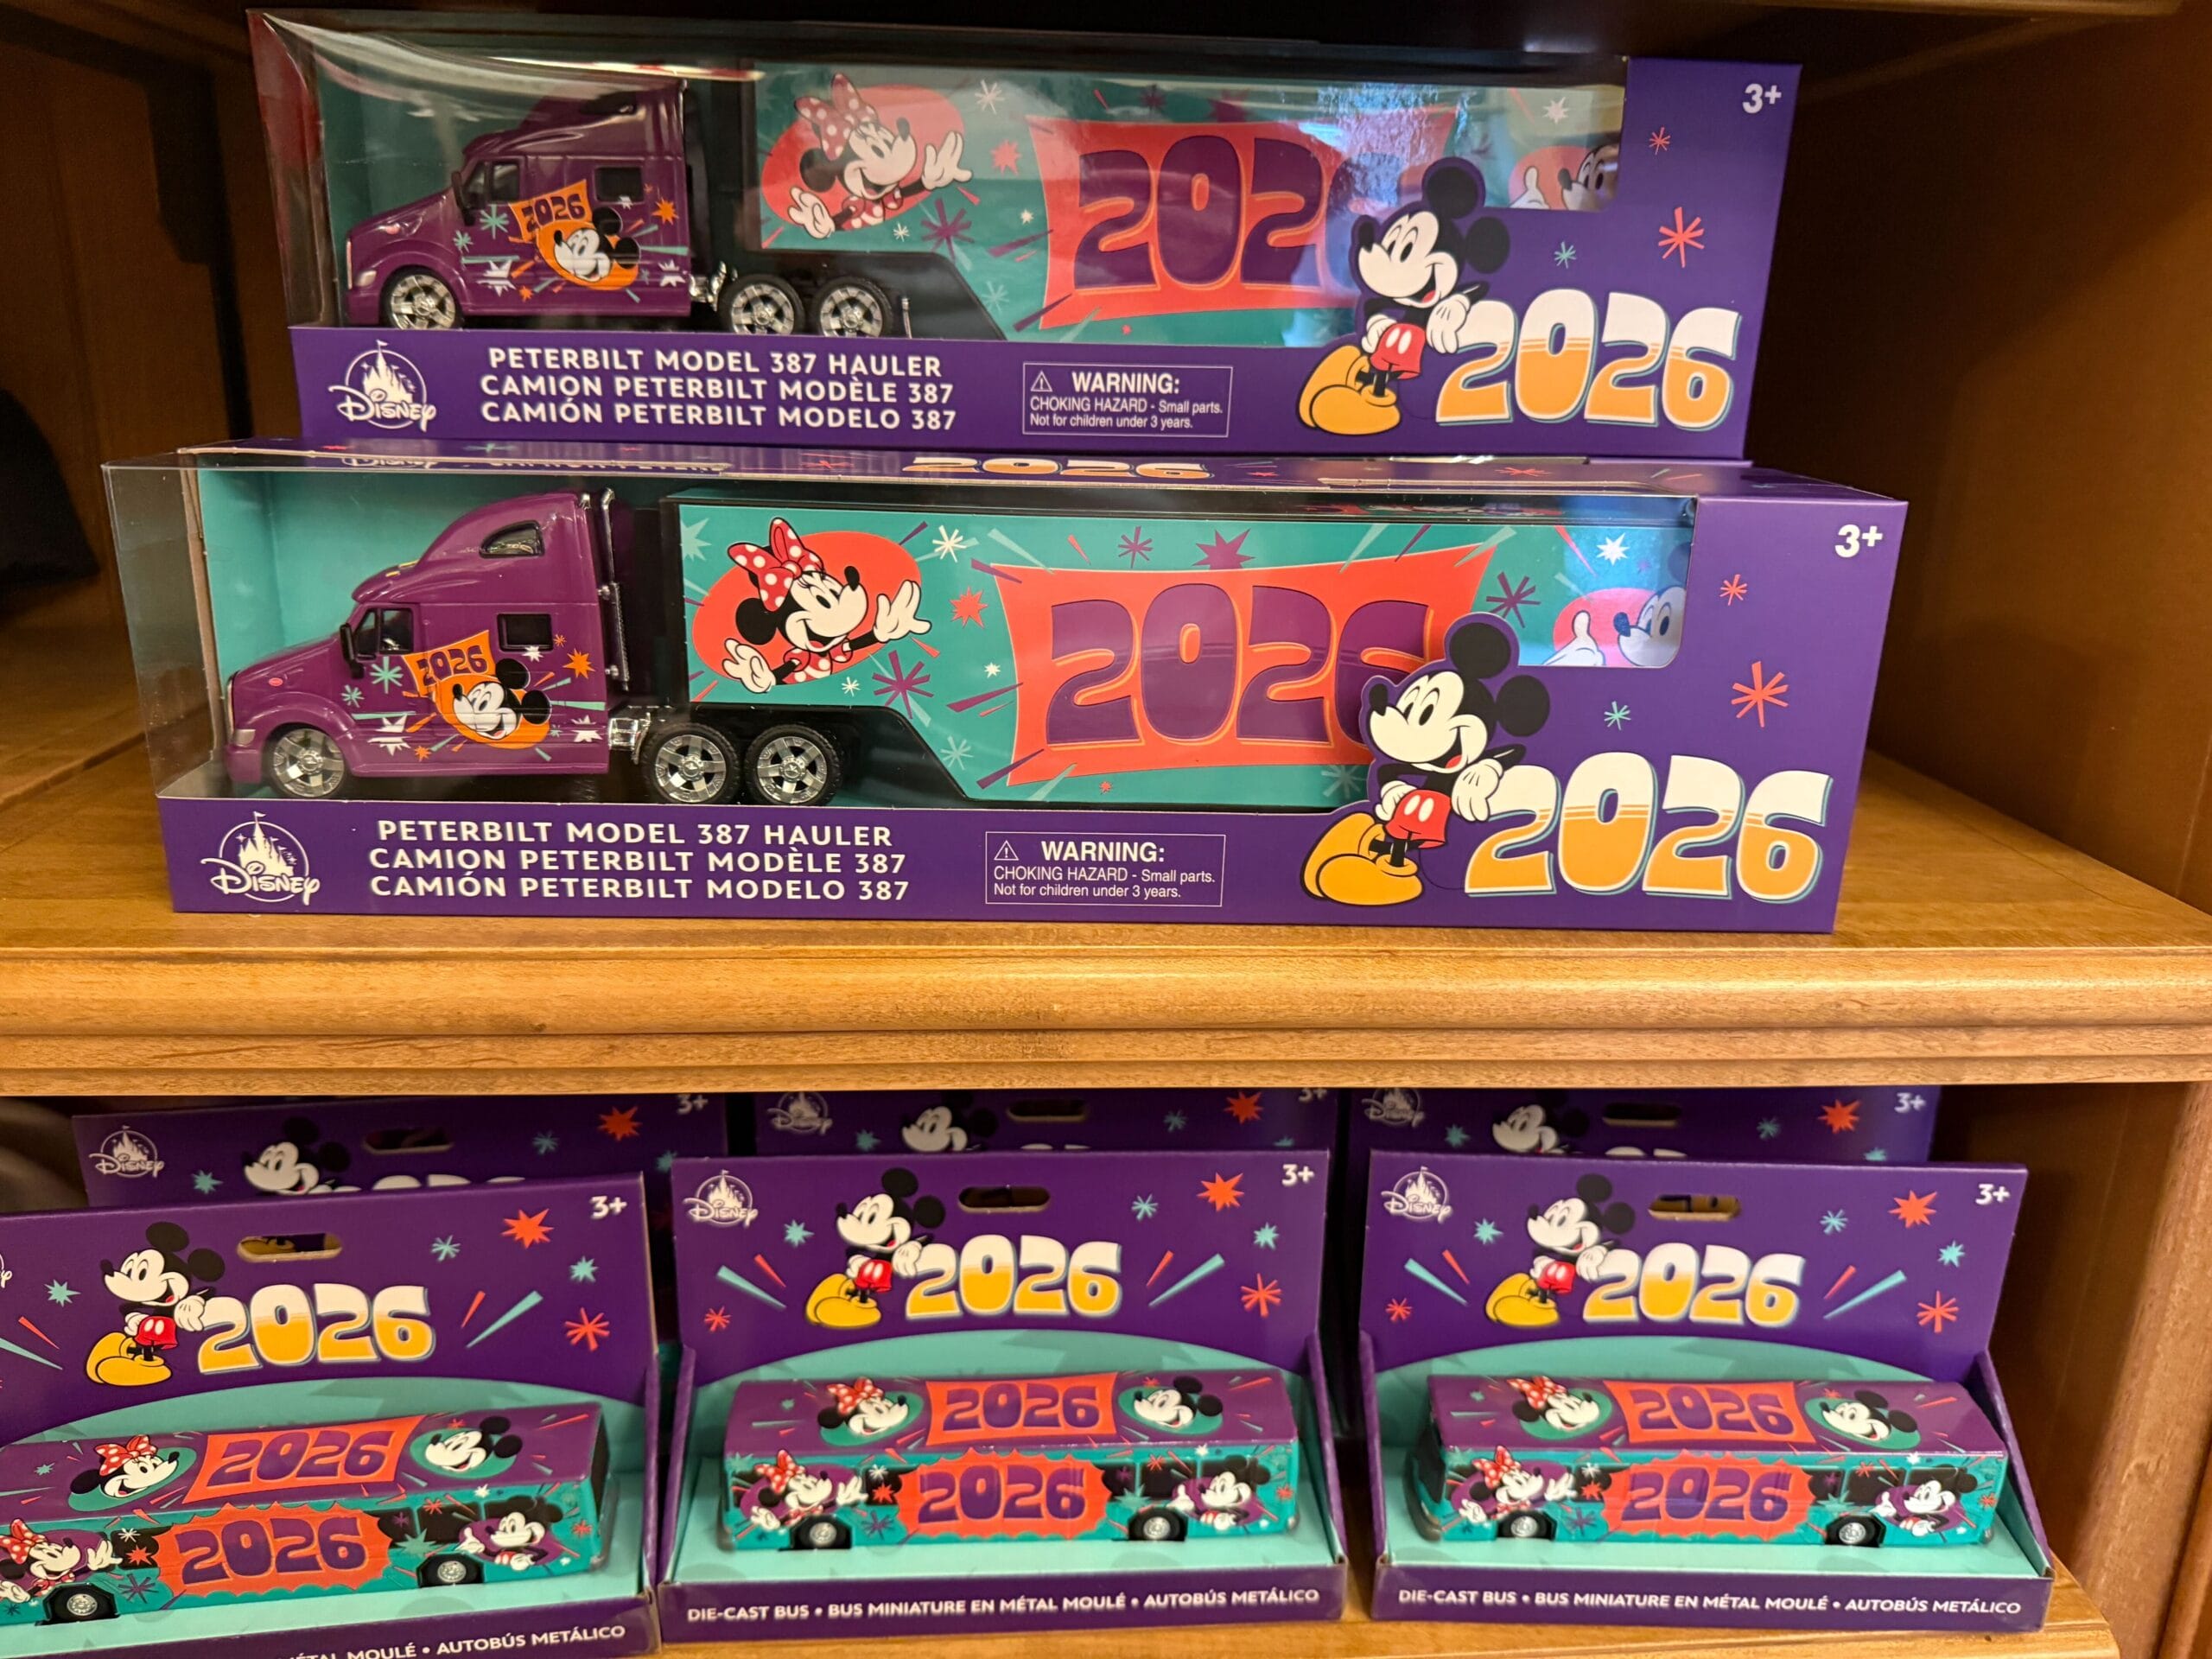 3+
2026
202
2026
Disney
PETERBILT MODEL 387 HAULER
CAMION PETERBILT MODÈLE 387
CAMIÓN PETERBILT MODELO 387
WARNING:
CHOKING HAZARD - Small parts.
Not for children under 3 years.
2026
3+
2026
2026
Disney
PETERBILT MODEL 387 HAULER
CAMION PETERBILT MODÈLE 387
CAMIÓN PETERBILT MODELO 387
WARNING:
CHOKING HAZARD - Small parts.
Not for children under 3 years.
2026
3+
3+
3+
Disney
3+
2026
2026
2026
MÉTAL MOULÉ • AUTOBÚS METÁLICO
Disney
3+
2026
2026
2026
DIE-CAST BUS • BUS MINIATURE EN MÉTAL MOULÉ • AUTOBÚS METÁLICO
Disney
3+
2026
2026
2026
DIE-CAST BUS • BUS MINIATURE EN MÉTAL MOULÉ • AUTOBÚS METÁLICO